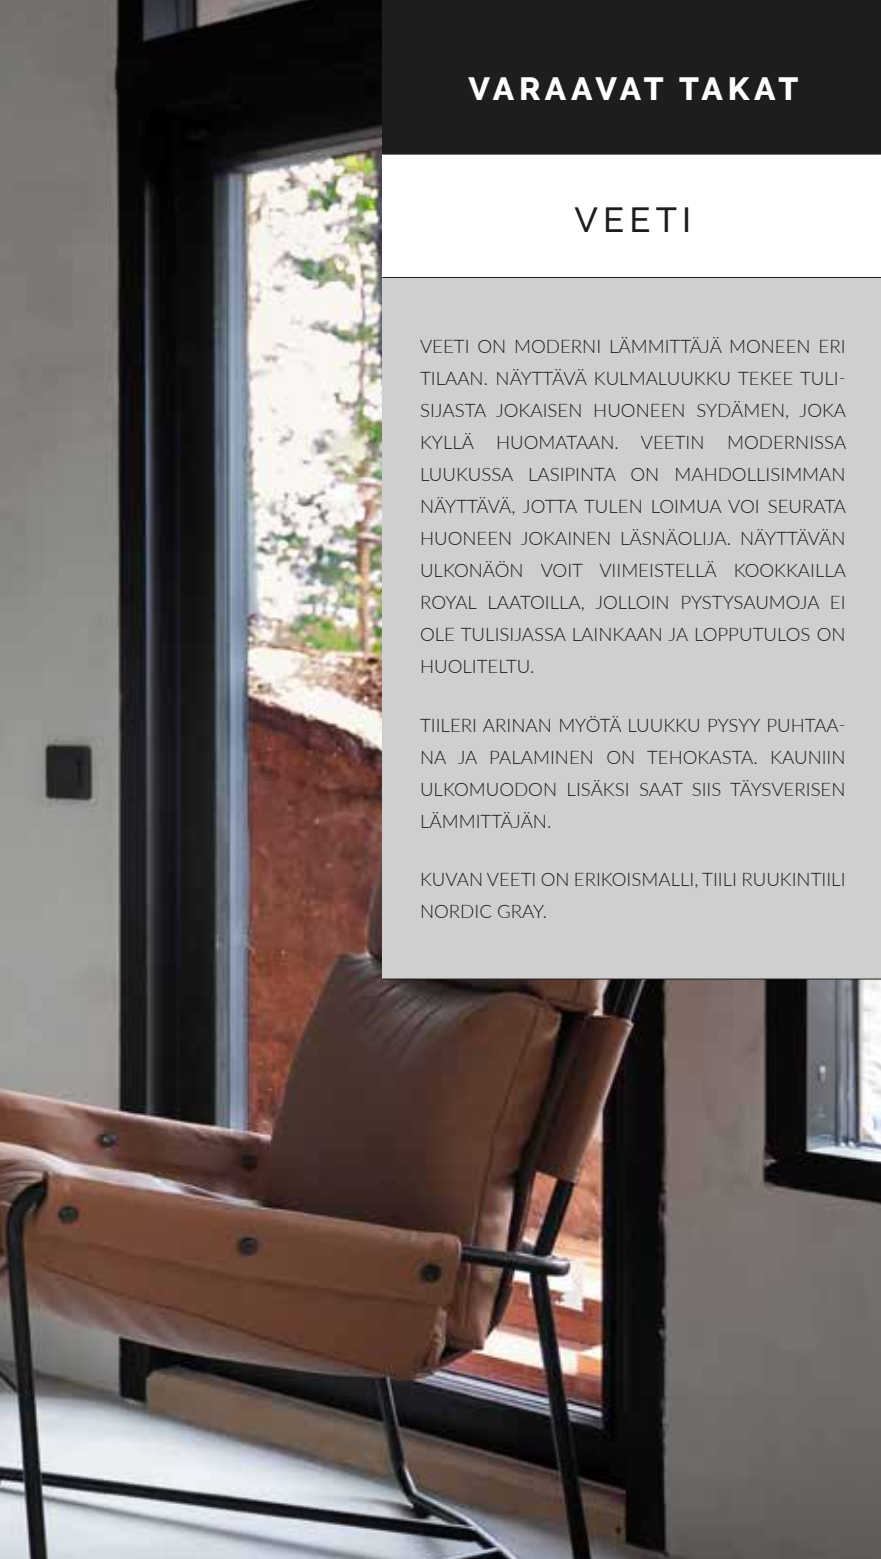 VARAAVAT TAKAT
VEETI
VEETI ON MODERNI LÄMMITTÄJÄ MONEEN ERI
TILAAN. NÄYTTÄVÄ KULMALUUKKU TEKEE TULI-
SIJASTA JOKAISEN HUONEEN SYDÄMEN, JOKA
KYLLÄ HUOMATAAN. VEETIN MODERNISSA
LUUKUSSA LASIPINTA ON MAHDOLLISIMMAN
NÄYTTÄVÄ, JOTTA TULEN LOIMUA VOI SEURATA
HUONEEN JOKAINEN LÄSNÄOLIJA. NÄYTTÄVÄN
ULKONÄÖN VOIT VIIMEISTELLÄ KOOKKAILLA
ROYAL LAATOILLA, JOLLOIN PYSTYSAUMOJA EI
OLE TULISIJASSA LAINKAAN JA LOPPUTULOS ON
HUOLITELTU.
TIILERI ARINAN MYÖTÄ LUUKKU PYSYY PUHTAA-
NA JA PALAMINEN ON TEHOKASTA. KAUNIIN
ULKOMUODON LISÄKSI SAAT SIIS TÄYSVERISEN
LÄMMITTÄJÄN.
KUVAN VEETI ON ERIKOISMALLI, TIILI RUUKINTIILI
NORDIC GRAY.